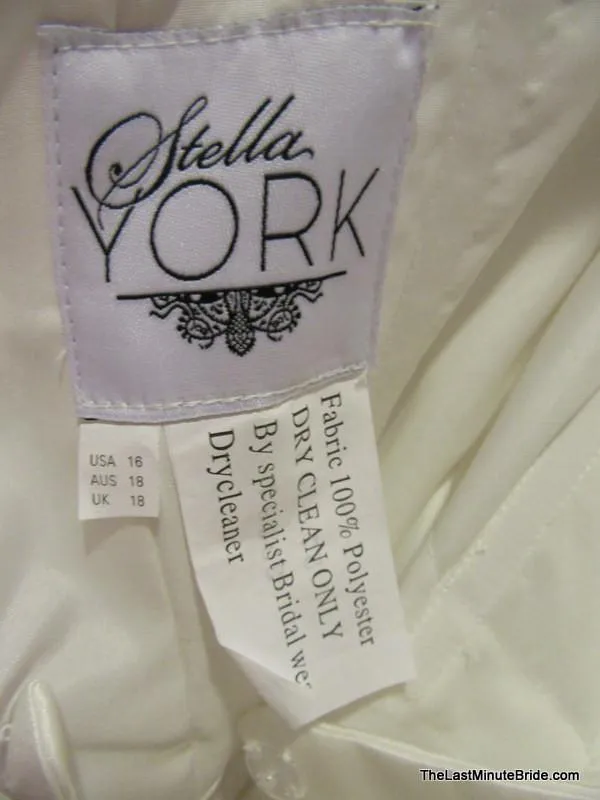 Stella
YORK
USA 16
AUS 18
UK 18
Fabric 100% Polyester
DRY CLEAN ONLY
By specialist Bridal
Drycleaner
TheLastMinuteBride.com